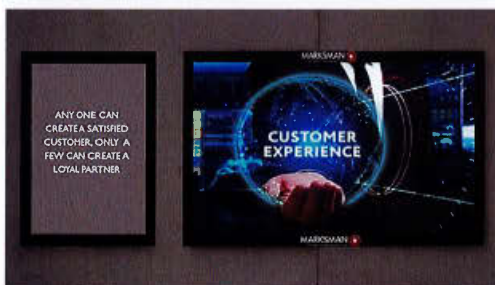 ANY ONE CAN
CREATE A SATISFIED
CUSTOMER, ONLY A
FEW CAN CREATE A
LOYAL PARTNER
MARKSMAN
CUSTOMER
EXPERIENCE
MARKSMAN